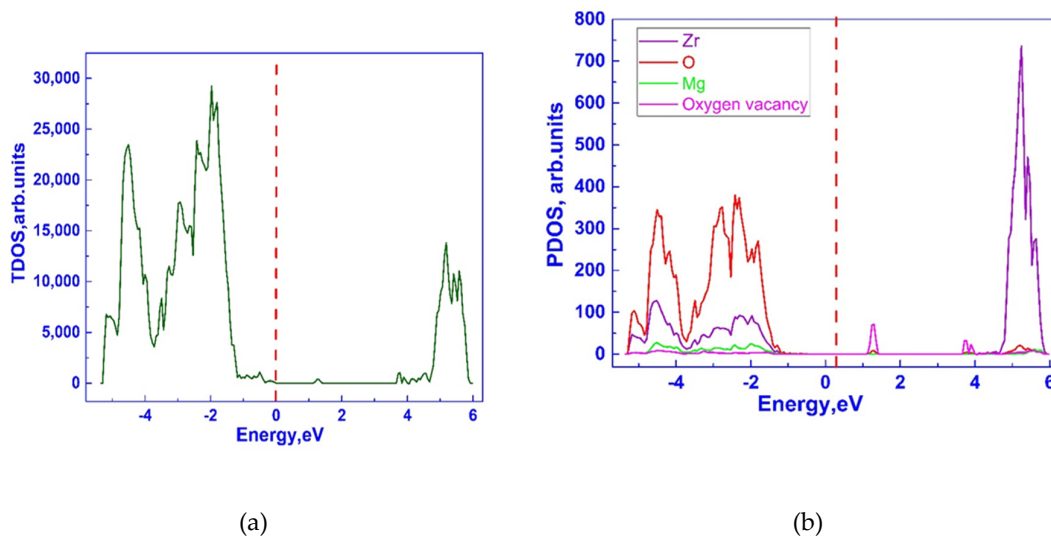 TDOS,arb.units
30,000
25,000
20,000
15,000
10,000
5,000
0
-4 -2 0 2 4 6
Energy,eV
(a)
PDOS, arb.units
800
700
600
500
400
300
200
100
0
Zr
O
Mg
Oxygen vacancy
-4 -2 0 2 4 6
Energy,eV
(b)